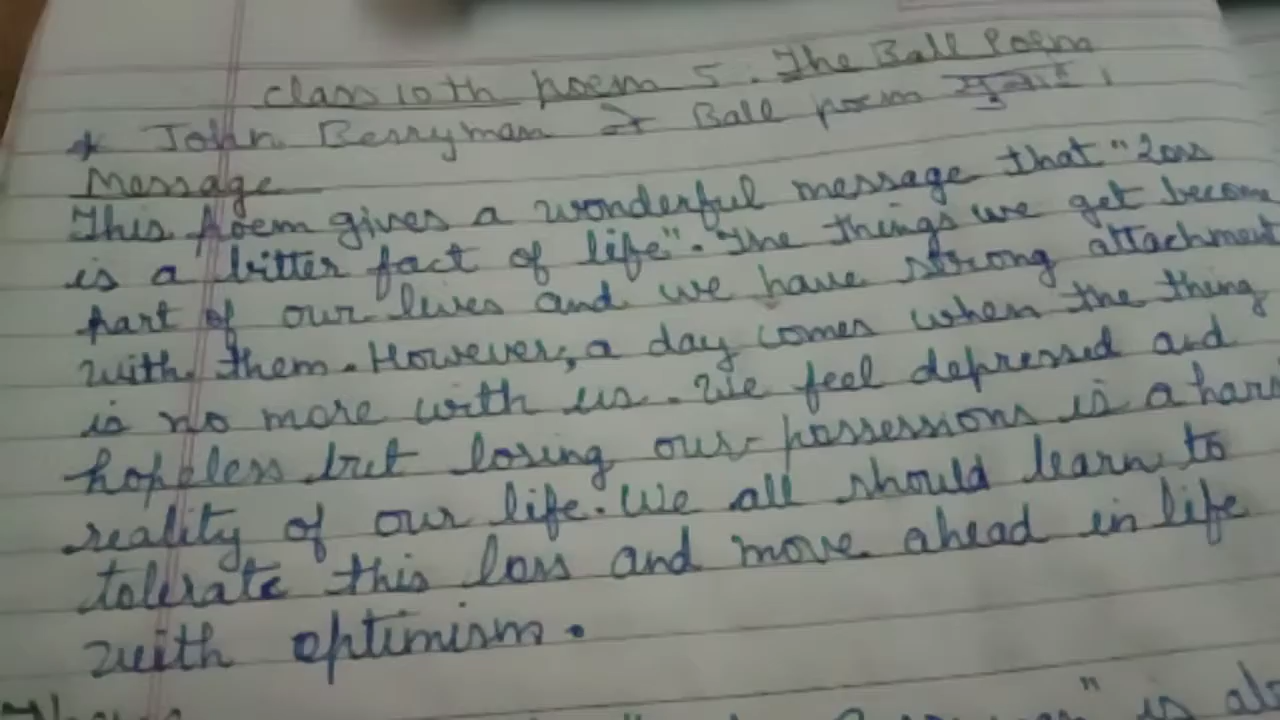 class 10th poem 5. The Ball Poem
* John Berryman ने Ball poem सुनाई।
Message
This poem gives a wonderful message that "Loss
is a bitter fact of life". The things we get become
part of our lives and we have strong attachment
with them. However, a day comes when the thing
is no more with us. We feel depressed and
hopeless but losing our possessions is a hard
reality of our life. We all should learn to
tolerate this loss and move ahead in life
with optimism.
" is